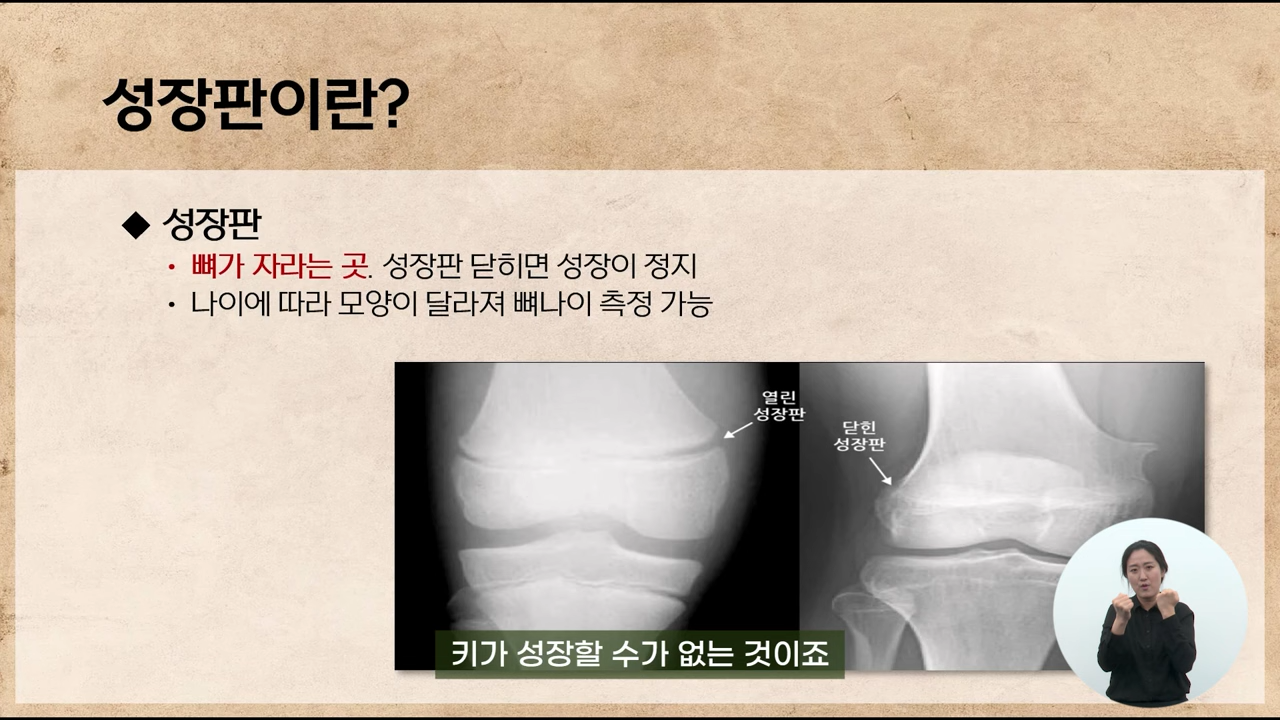 성장판이란?
◆ 성장판
• 뼈가 자라는 곳. 성장판 닫히면 성장이 정지
• 나이에 따라 모양이 달라져 뼈나이 측정 가능
열린
성장판
닫힌
성장판
키가 성장할 수가 없는 것이죠